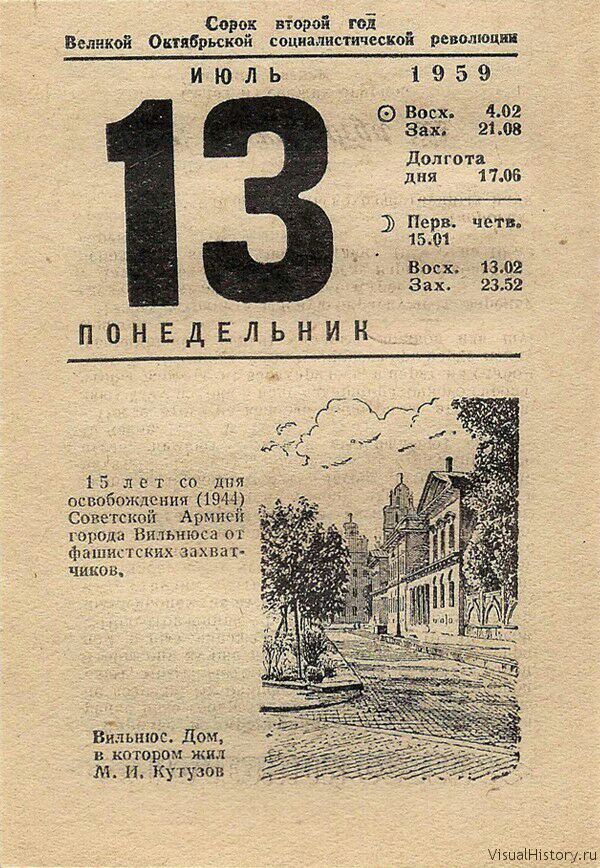 Сорок второй год
Великой Октябрьской социалистической революции
ИЮЛЬ 1959
13
Восх. 4.02
Зах. 21.08
Долгота
дня 17.06
Перв. четв.
15.01
Восх. 13.02
Зах. 23.52
ПОНЕДЕЛЬНИК
15 лет со дня
освобождения (1944)
Советской Армией
города Вильнюса от
фашистских захват-
чиков.
Вильнюс. Дом,
в котором жил
М. И. Кутузов
VisualHistory.ru